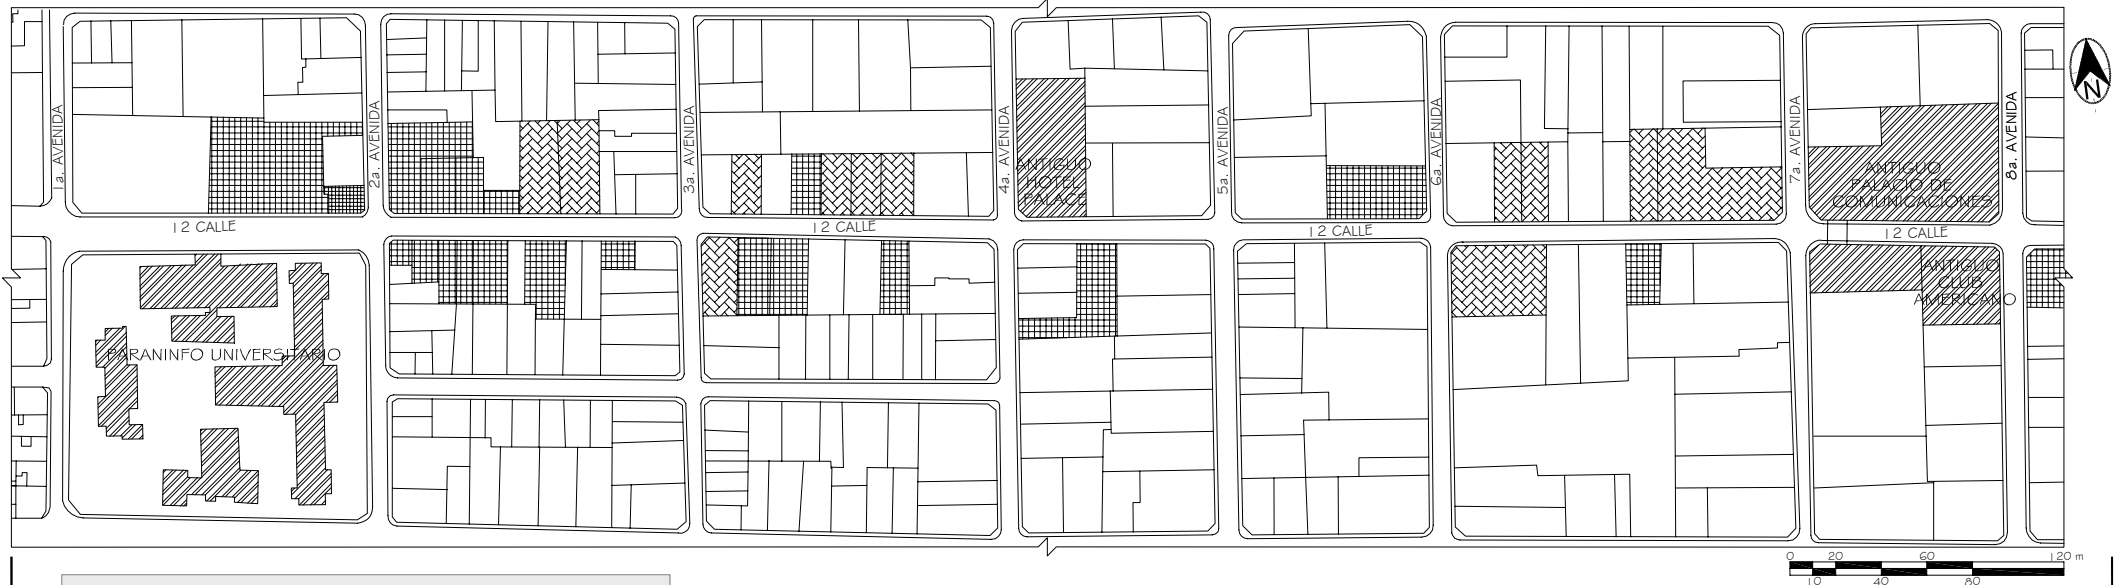 1a. AVENIDA
2a. AVENIDA
3a. AVENIDA
4a. AVENIDA
5a. AVENIDA
6a. AVENIDA
7a. AVENIDA
8a. AVENIDA
N
ANTIGUO
HOTEL
PALACE
ANTIGUO
PALACIO DE
COMUNICACIONES
12 CALLE
12 CALLE
12 CALLE
12 CALLE
ANTIGUO
CLUB
AMERICANO
PARANINFO UNIVERSITARIO
0 20 60 120 m
10 40 80